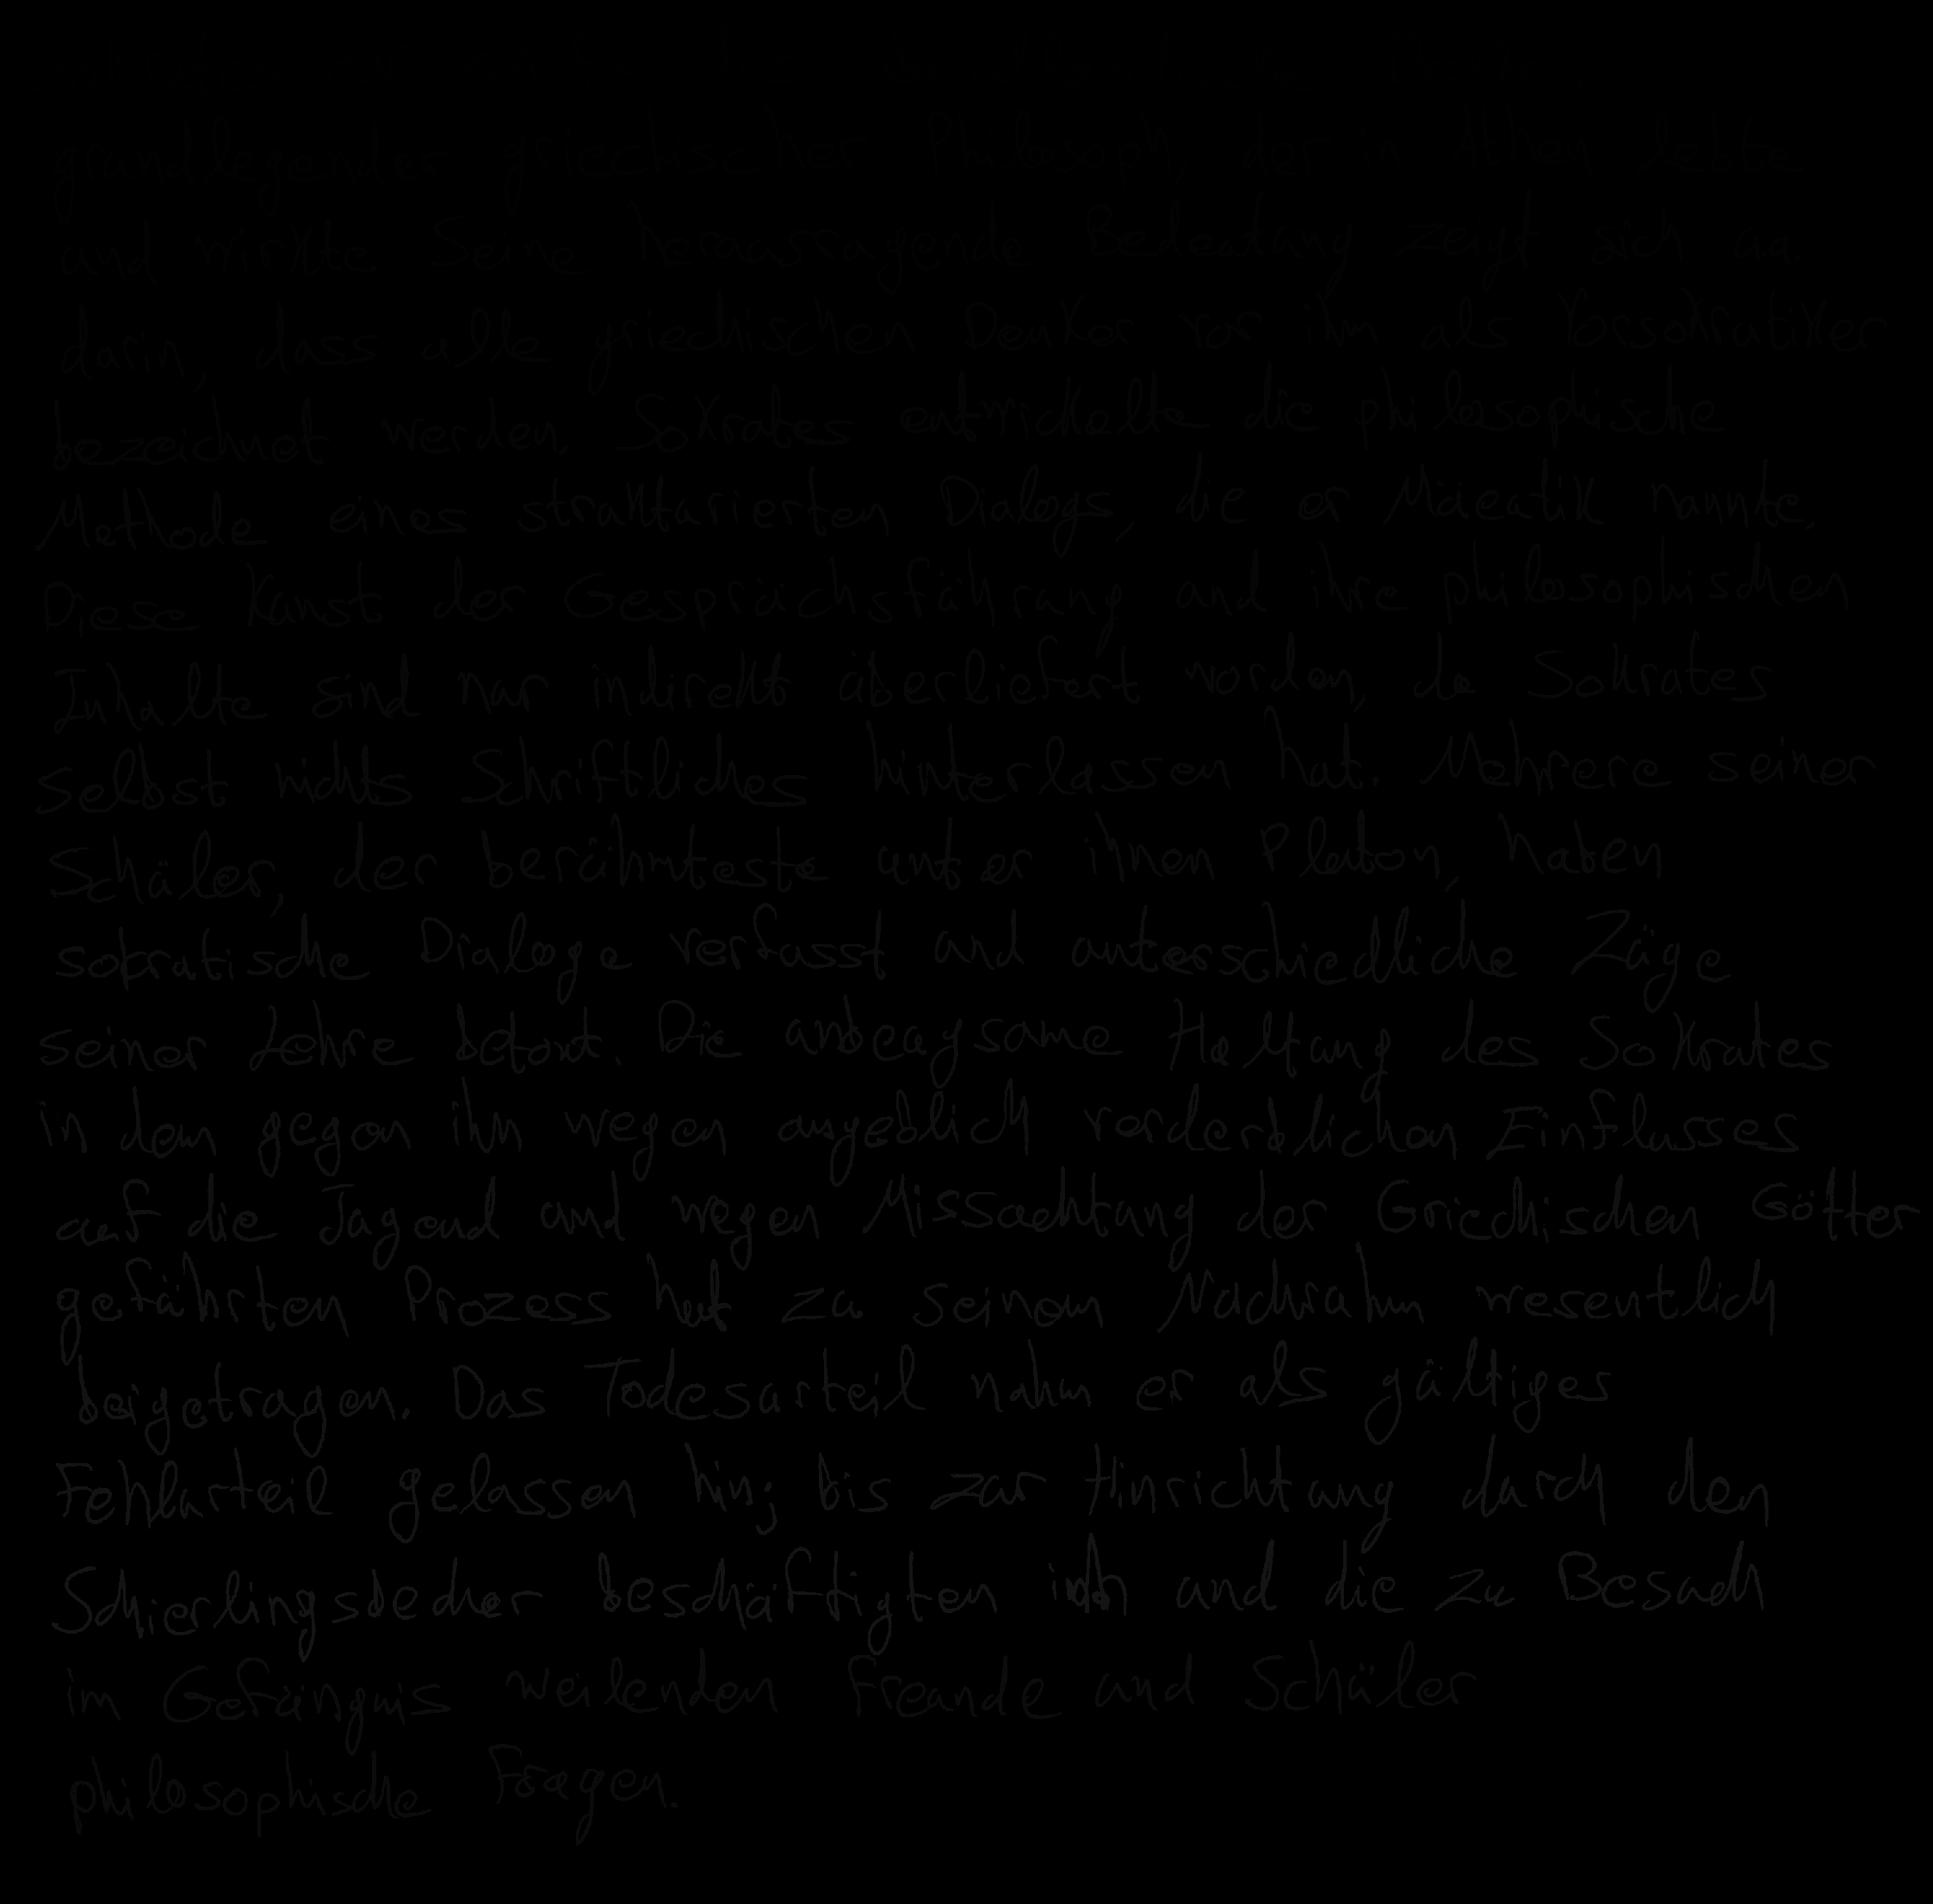 grundlegender griechischer Philosoph, der in Athen lebte
und wirkte. Seine herausragende Bedeutung zeigt sich u.a.
darin, dass alle griechischen Denker vor ihm als Vorsokratiker
bezeichnet werden. Sokrates entwickelte die philosophische
Methode eines strukturierten Dialogs, die er Mäeutik nannte.
Diese Kunst der Gesprächsführung und ihre philosophischen
Inhalte sind nur indirekt überliefert worden, da Sokrates
selbst nichts Schriftliches hinterlassen hat. Mehrere seiner
Schüler, der berühmteste unter ihnen Platon, haben
sokratische Dialoge verfasst und unterschiedliche Züge
seiner Lehre betont. Die unbeugsame Haltung des Sokrates
in dem gegen ihn wegen angeblich verderblichen Einflusses
auf die Jugend und wegen Missachtung der Griechischen Götter
geführten Prozess hat zu seinem Nachruhm wesentlich
beigetragen. Das Todesurteil nahm er als gültiges
Fehlurteil gelassen hin; bis zur Hinrichtung durch den
Schierlingsbecher beschäftigten ihn und die zu Besuch
im Gefängnis weilenden Freunde und Schüler
philosophische Fragen.